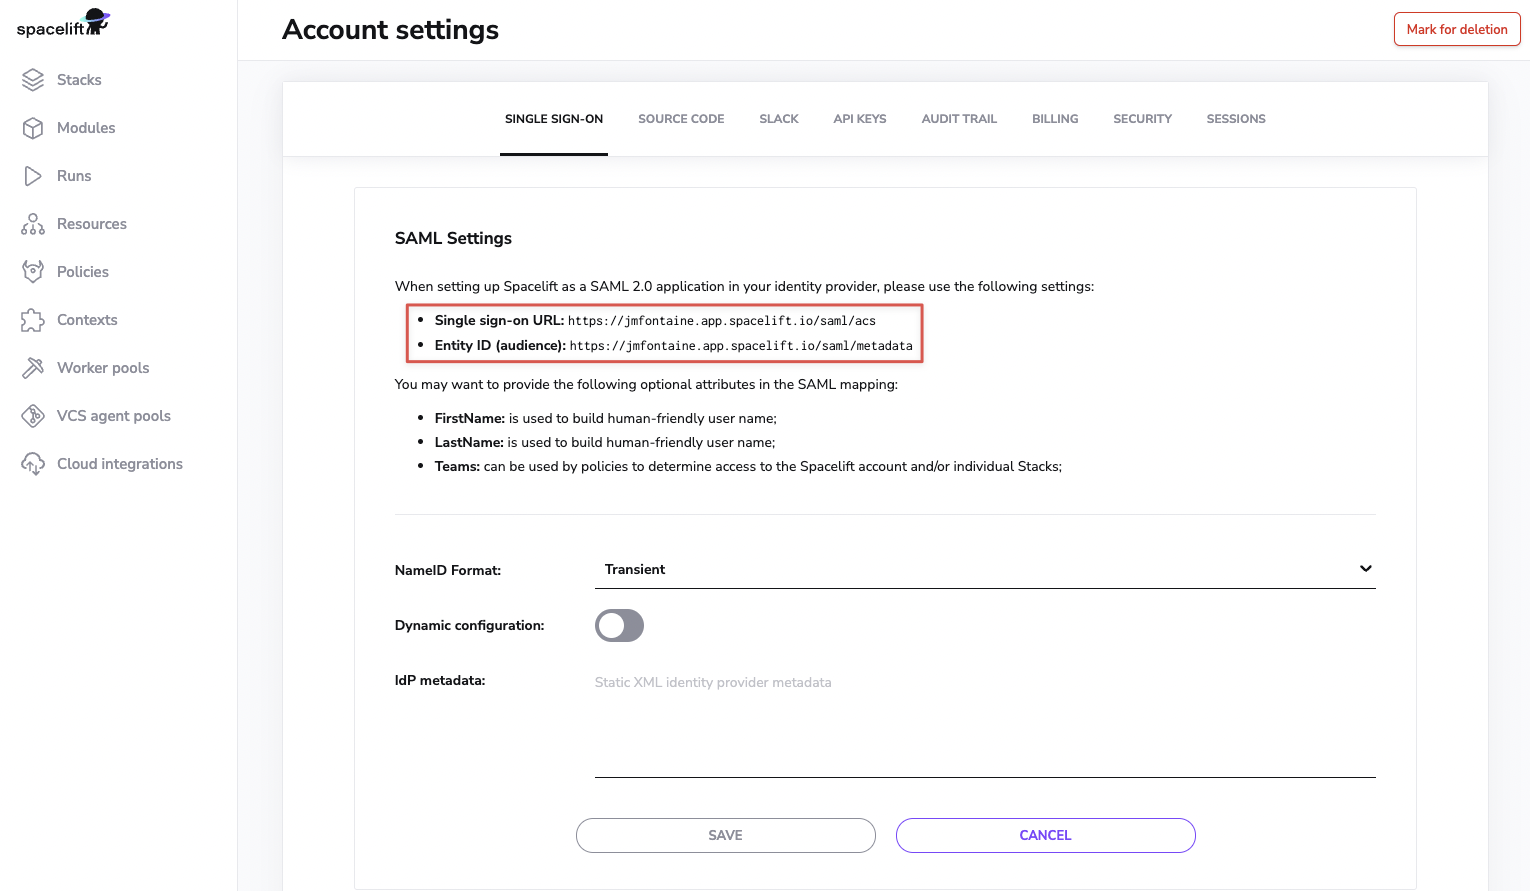 spacelift
Stacks
Modules
Runs
Resources
Policies
Contexts
Worker pools
VCS agent pools
Cloud integrations
Account settings
Mark for deletion
SINGLE SIGN-ON
SOURCE CODE
SLACK
API KEYS
AUDIT TRAIL
BILLING
SECURITY
SESSIONS
SAML Settings
When setting up Spacelift as a SAML 2.0 application in your identity provider, please use the following settings:
• Single sign-on URL: https://jmfontaine.app.spacelift.io/saml/acs
• Entity ID (audience): https://jmfontaine.app.spacelift.io/saml/metadata
You may want to provide the following optional attributes in the SAML mapping:
• FirstName: is used to build human-friendly user name;
• LastName: is used to build human-friendly user name;
• Teams: can be used by policies to determine access to the Spacelift account and/or individual Stacks;
NameID Format:
Transient
Dynamic configuration:
IdP metadata:
Static XML identity provider metadata
SAVE
CANCEL